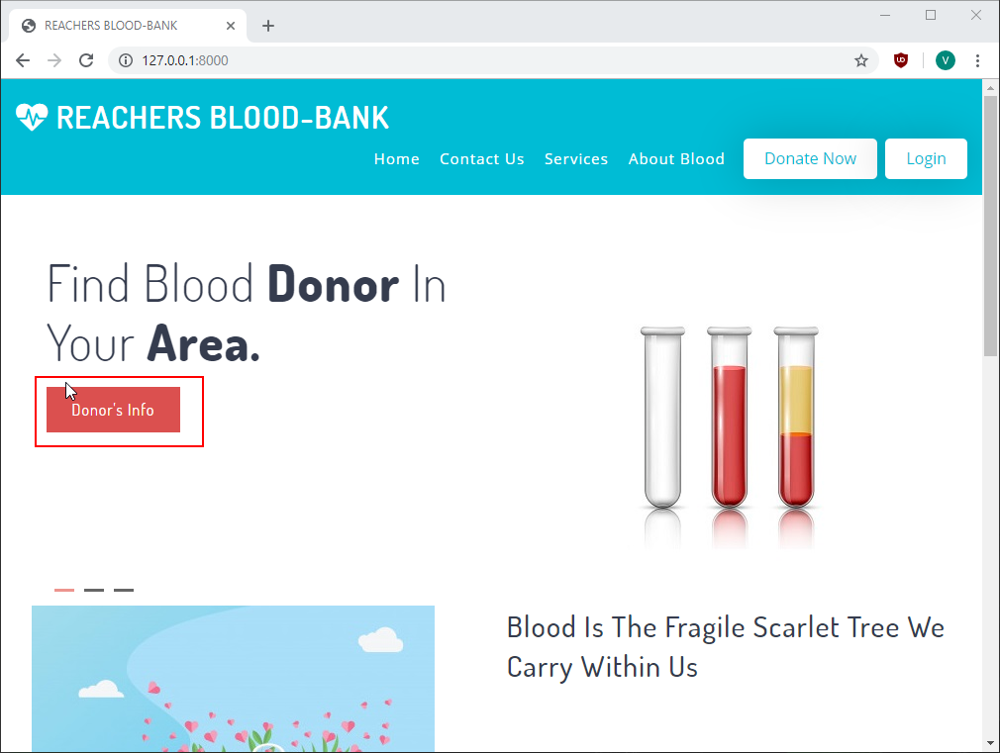 REACHERS BLOOD-BANK
127.0.0.1:8000
V
REACHERS BLOOD-BANK
Home Contact Us Services About Blood Donate Now Login
Find Blood Donor In
Your Area.
Donor's Info
Blood Is The Fragile Scarlet Tree We
Carry Within Us